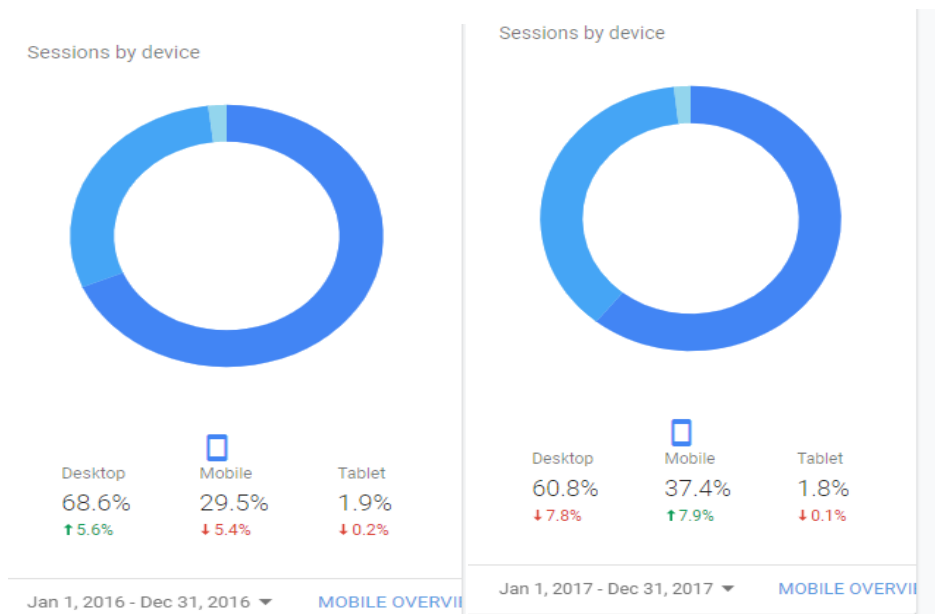 Sessions by device
Desktop Mobile Tablet
68.6% 29.5% 1.9%
↑ 5.6% ↓ 5.4% ↓ 0.2%
Jan 1, 2016 - Dec 31, 2016 MOBILE OVERVI
Sessions by device
Desktop Mobile Tablet
60.8% 37.4% 1.8%
↓ 7.8% ↑ 7.9% ↓ 0.1%
Jan 1, 2017 - Dec 31, 2017 MOBILE OVERVI